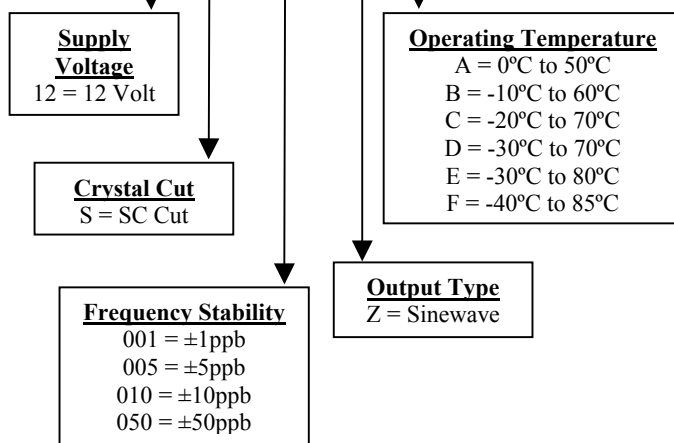 Supply
Voltage
12 = 12 Volt
Operating Temperature
A = 0ºC to 50ºC
B = -10ºC to 60ºC
C = -20ºC to 70ºC
D = -30ºC to 70ºC
E = -30ºC to 80ºC
F = -40ºC to 85ºC
Crystal Cut
S = SC Cut
Output Type
Z = Sinewave
Frequency Stability
001 = ±1ppb
005 = ±5ppb
010 = ±10ppb
050 = ±50ppb